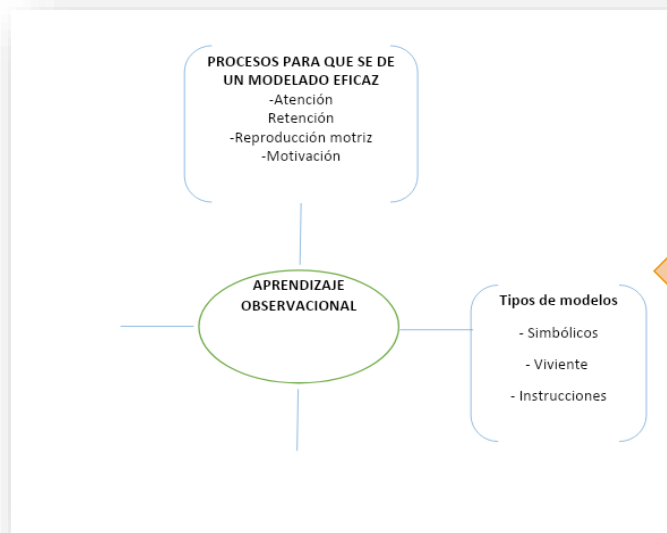 PROCESOS PARA QUE SE DE
UN MODELADO EFICAZ
-Atención
Retención
-Reproducción motriz
-Motivación
APRENDIZAJE
OBSERVACIONAL
Tipos de modelos
- Simbólicos
- Viviente
- Instrucciones